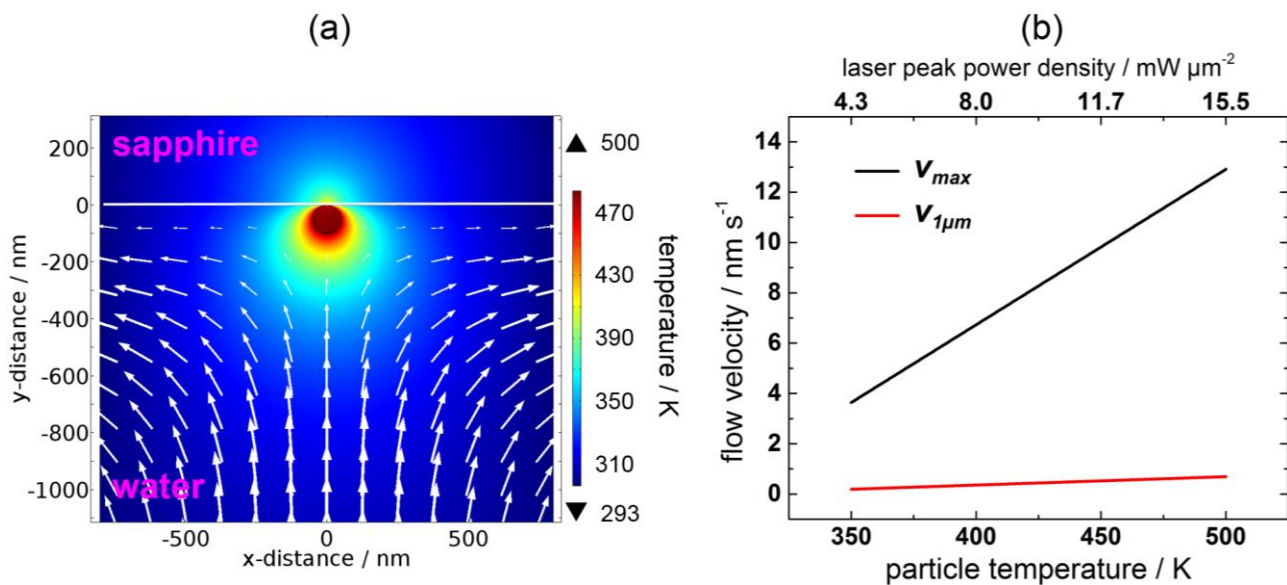 (a)
sapphire
water
200
0
-200
-400
-600
-800
-1000
y-distance / nm
-500
0
500
x-distance / nm
500
470
430
390
350
310
293
temperature / K
(b)
laser peak power density / mW µm-2
4.3 8.0 11.7 15.5
14
12
10
8
6
4
2
0
flow velocity / nm s-1
vmax
v1µm
350 400 450 500
particle temperature / K